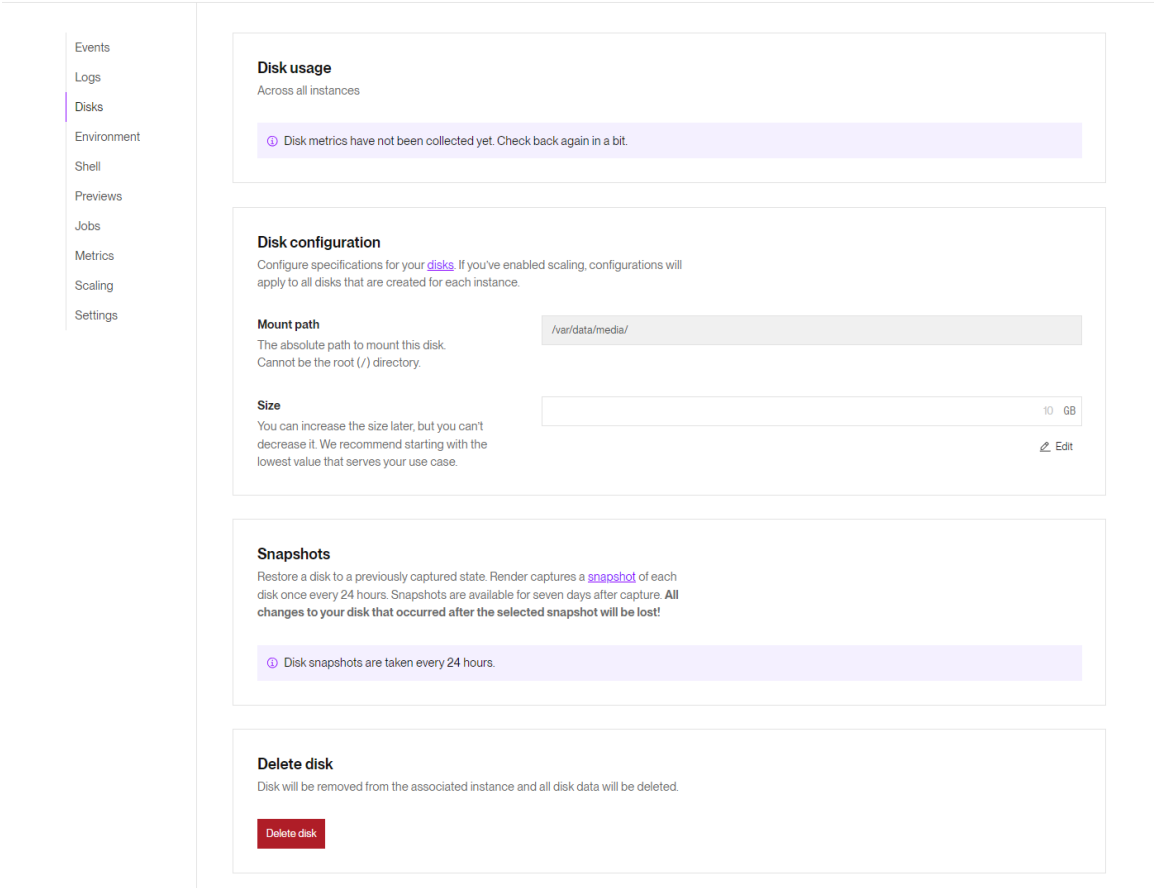 Events
Logs
Disks
Environment
Shell
Previews
Jobs
Metrics
Scaling
Settings
Disk usage
Across all instances
Disk metrics have not been collected yet. Check back again in a bit.
Disk configuration
Configure specifications for your disks. If you've enabled scaling, configurations will
apply to all disks that are created for each instance.
Mount path
The absolute path to mount this disk.
Cannot be the root (/) directory.
/var/data/media/
Size
You can increase the size later, but you can't
decrease it. We recommend starting with the
lowest value that serves your use case.
10 GB
Edit
Snapshots
Restore a disk to a previously captured state. Render captures a snapshot of each
disk once every 24 hours. Snapshots are available for seven days after capture. All
changes to your disk that occurred after the selected snapshot will be lost!
Disk snapshots are taken every 24 hours.
Delete disk
Disk will be removed from the associated instance and all disk data will be deleted.
Delete disk